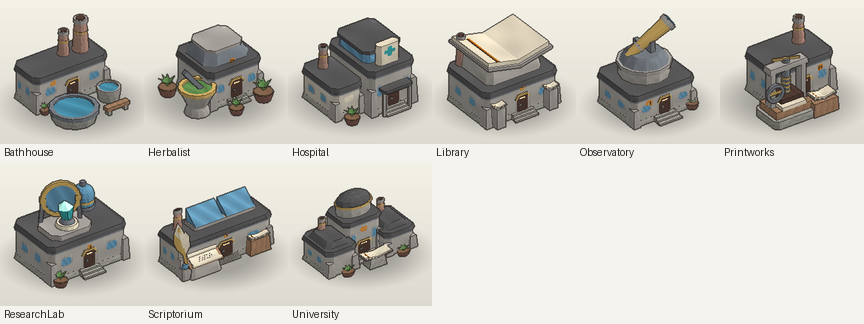 Bathhouse
Herbalist
Hospital
Library
Observatory
Printworks
ResearchLab
Scriptorium
University